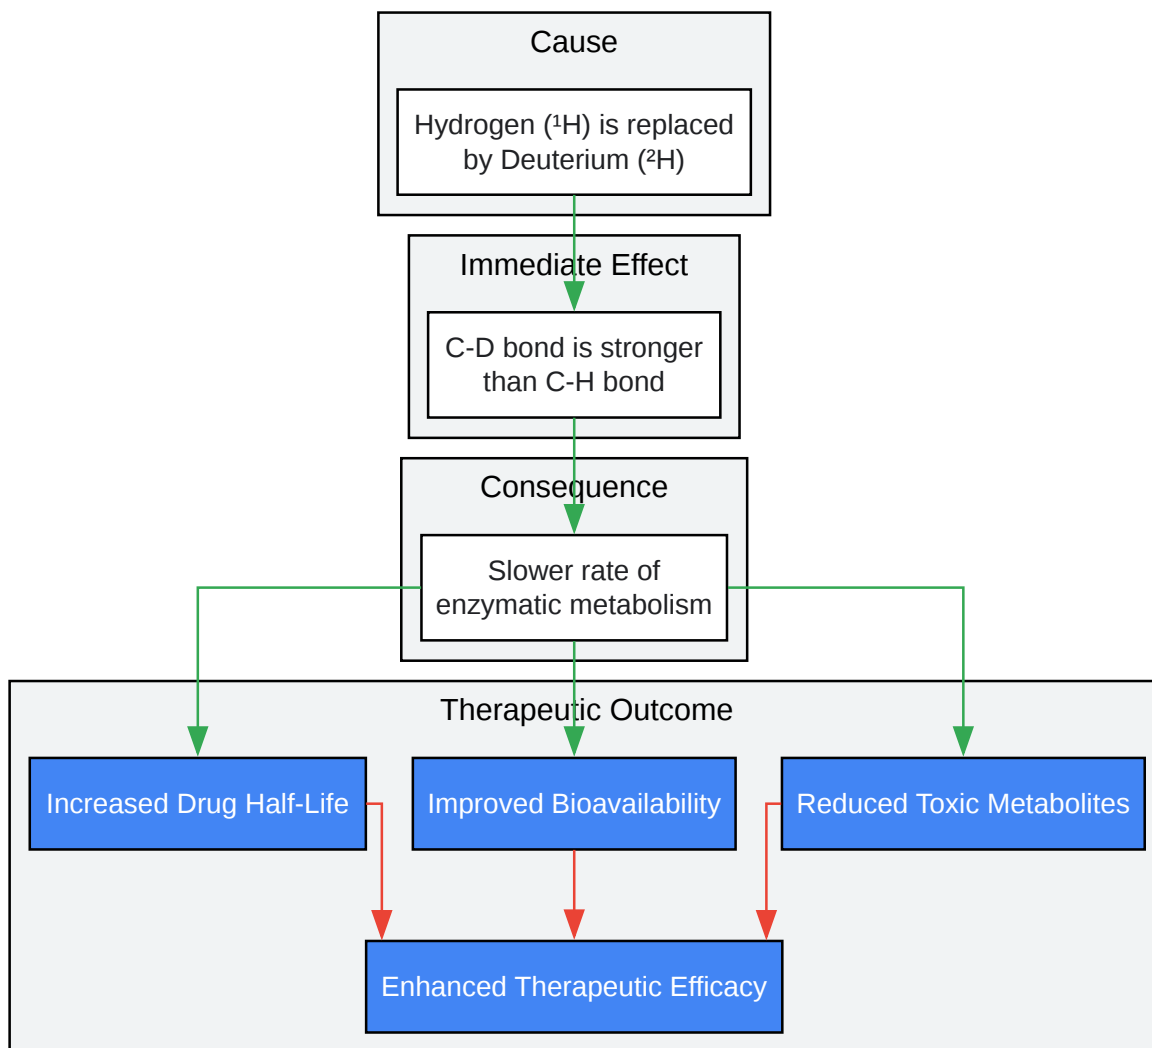 Cause
Hydrogen (¹H) is replaced
by Deuterium (²H)
Immediate Effect
C-D bond is stronger
than C-H bond
Consequence
Slower rate of
enzymatic metabolism
Therapeutic Outcome
Increased Drug Half-Life
Improved Bioavailability
Reduced Toxic Metabolites
Enhanced Therapeutic Efficacy